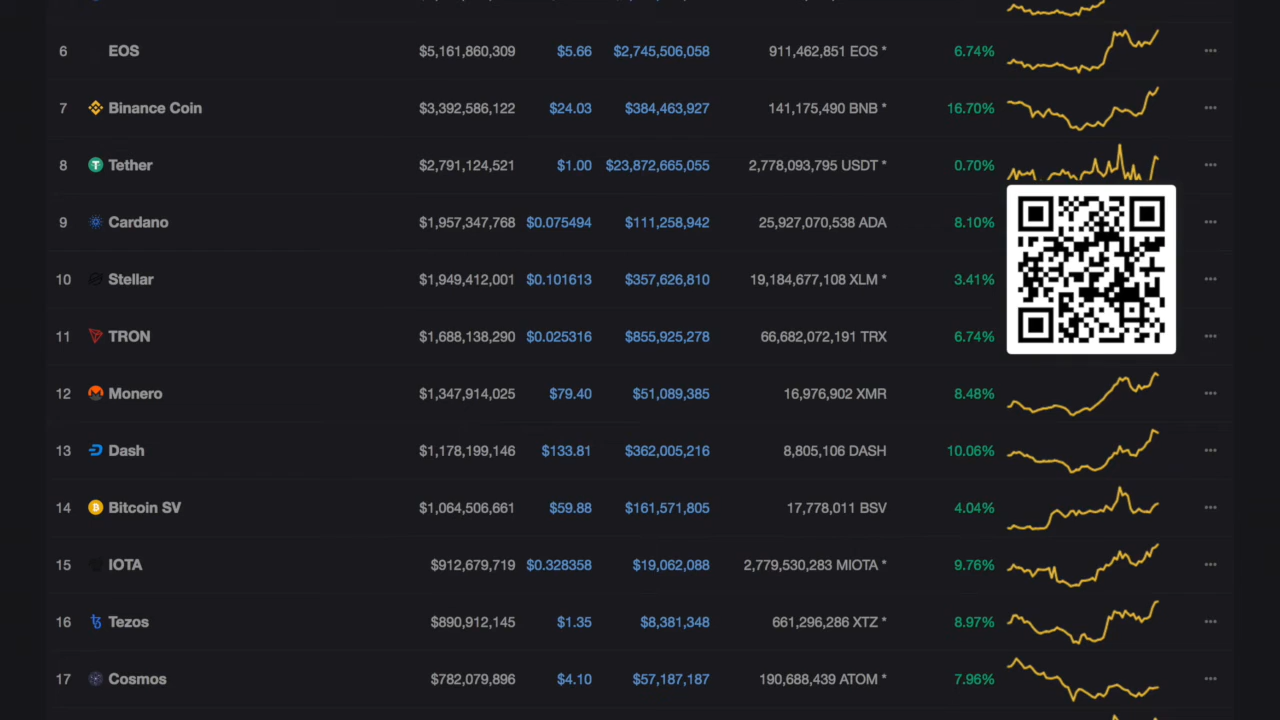 6 EOS $5,161,860,309 $5.66 $2,745,506,058 911,462,851 EOS * 6.74%
7 Binance Coin $3,392,586,122 $24.03 $384,463,927 141,175,490 BNB * 16.70%
8 Tether $2,791,124,521 $1.00 $23,872,665,055 2,778,093,795 USDT * 0.70%
9 Cardano $1,957,347,768 $0.075494 $111,258,942 25,927,070,538 ADA 8.10%
10 Stellar $1,949,412,001 $0.101613 $357,626,810 19,184,677,108 XLM * 3.41%
11 TRON $1,688,138,290 $0.025316 $855,925,278 66,682,072,191 TRX 6.74%
12 Monero $1,347,914,025 $79.40 $51,089,385 16,976,902 XMR 8.48%
13 Dash $1,178,199,146 $133.81 $362,005,216 8,805,106 DASH 10.06%
14 Bitcoin SV $1,064,506,661 $59.88 $161,571,805 17,778,011 BSV 4.04%
15 IOTA $912,679,719 $0.328358 $19,062,088 2,779,530,283 MIOTA * 9.76%
16 Tezos $890,912,145 $1.35 $8,381,348 661,296,286 XTZ * 8.97%
17 Cosmos $782,079,896 $4.10 $57,187,187 190,688,439 ATOM * 7.96%